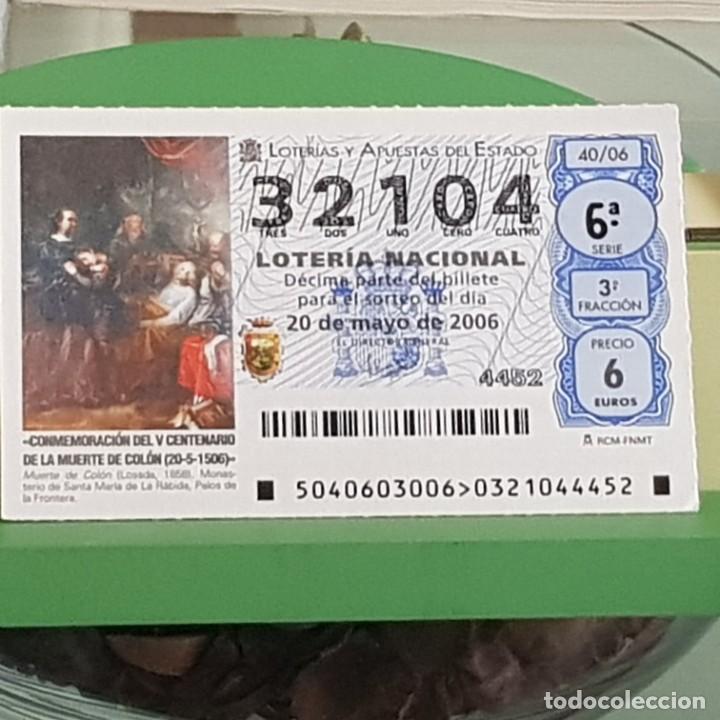 LOTERÍAS Y APUESTAS DEL ESTADO
32104
TRES DOS UNO CERO CUATRO
LOTERÍA NACIONAL
Décima parte del billete
para el sorteo del día
20 de mayo de 2006
EL DIRECTOR GENERAL
4452
40/06
6ª
SERIE
3ª
FRACCIÓN
PRECIO
6
EUROS
RCM-FNMT
«CONMEMORACIÓN DEL V CENTENARIO
DE LA MUERTE DE COLÓN (20-5-1506)»
Muerte de Colón (Losada, 1858). Monas-
terio de Santa María de La Rábida, Palos de
la Frontera.
5040603006>0321044452
todocoleccion